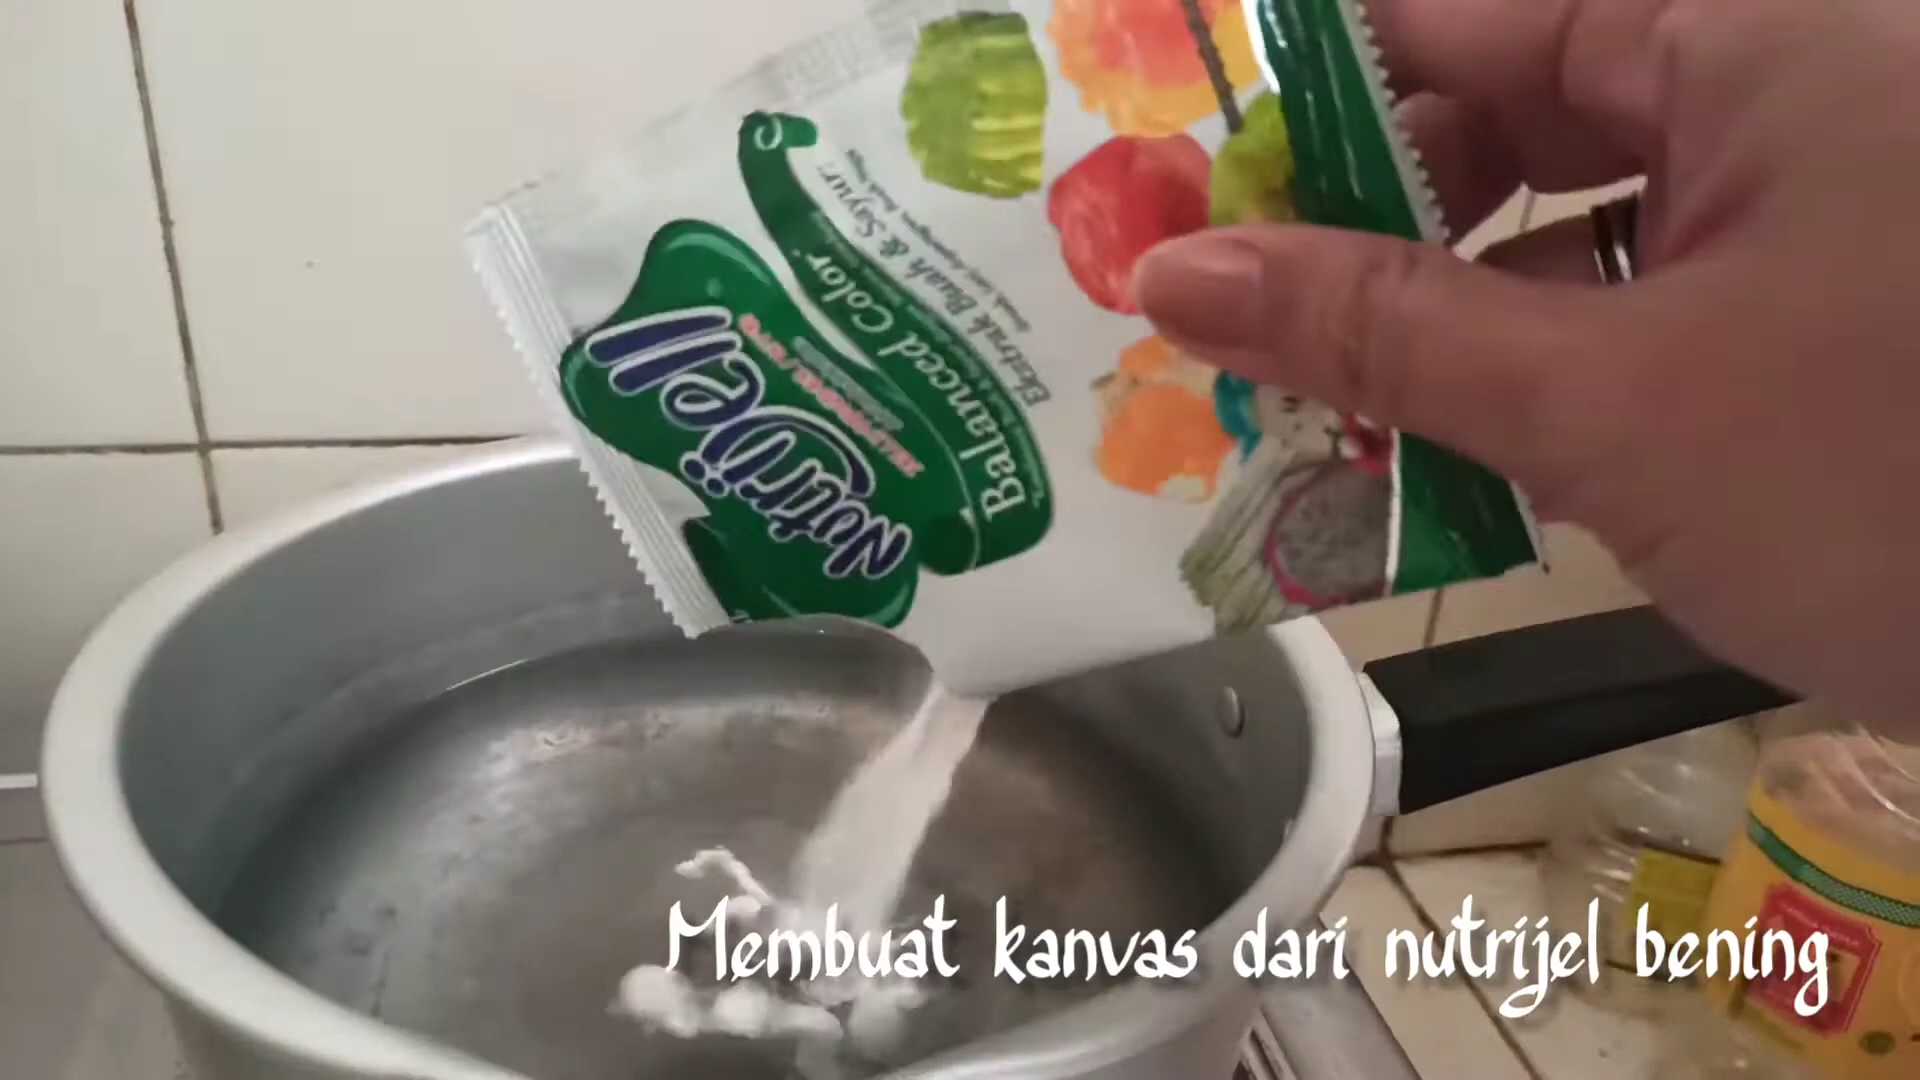 NutriJell
Balanced Color
Ekstrak Buah & Sayur
Membuat kanvas dari nutrijel bening